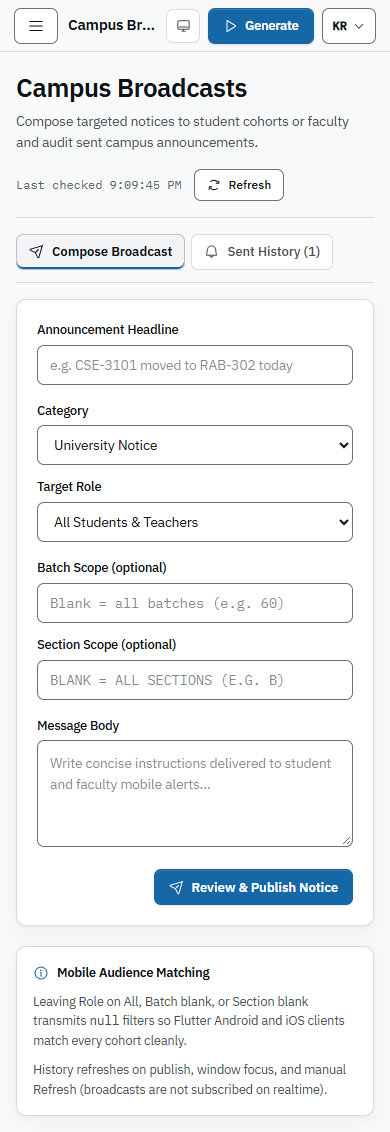 Campus Br...
Generate
KR
Campus Broadcasts
Compose targeted notices to student cohorts or faculty
and audit sent campus announcements.
Last checked 9:09:45 PM
Refresh
Compose Broadcast
Sent History (1)
Announcement Headline
e.g. CSE-3101 moved to RAB-302 today
Category
University Notice
Target Role
All Students & Teachers
Batch Scope (optional)
Blank = all batches (e.g. 60)
Section Scope (optional)
BLANK = ALL SECTIONS (E.G. B)
Message Body
Write concise instructions delivered to student
and faculty mobile alerts...
Review & Publish Notice
Mobile Audience Matching
Leaving Role on All, Batch blank, or Section blank
transmits null filters so Flutter Android and iOS clients
match every cohort cleanly.
History refreshes on publish, window focus, and manual
Refresh (broadcasts are not subscribed on realtime).